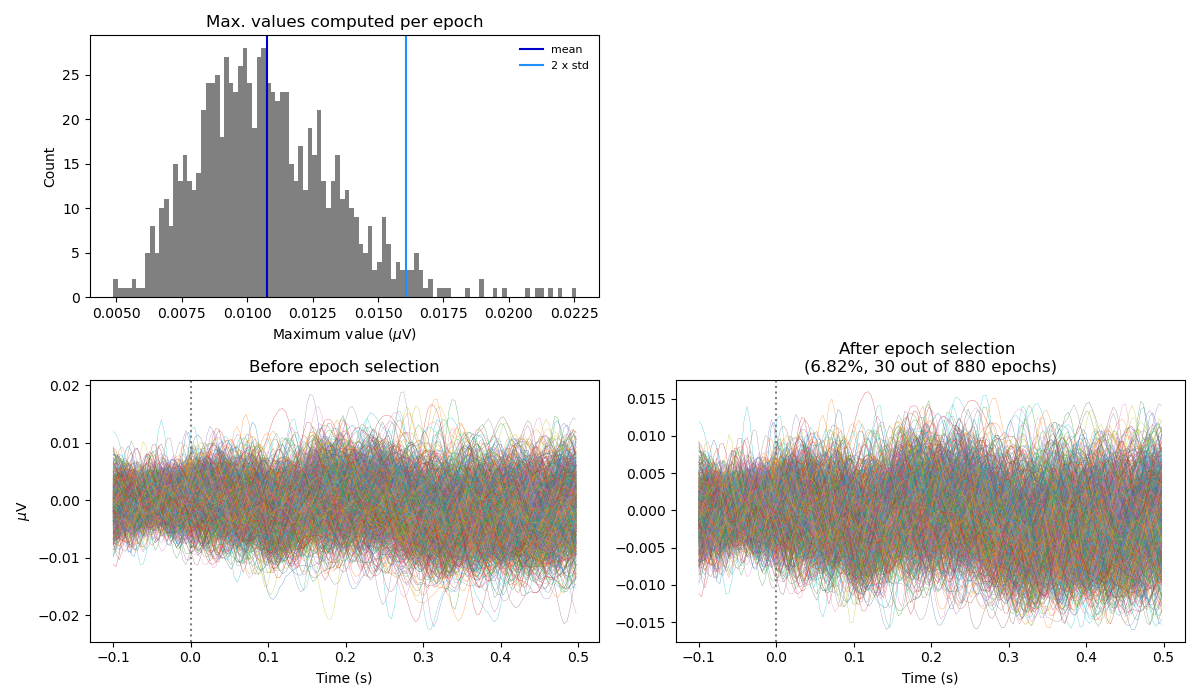 Max. values computed per epoch
mean
2 x std
Count
25
20
15
10
5
0
0.0050 0.0075 0.0100 0.0125 0.0150 0.0175 0.0200 0.0225
Maximum value (μV)
Before epoch selection
μV
0.02
0.01
0.00
−0.01
−0.02
−0.1 0.0 0.1 0.2 0.3 0.4 0.5
Time (s)
After epoch selection
(6.82%, 30 out of 880 epochs)
0.015
0.010
0.005
0.000
−0.005
−0.010
−0.015
−0.1 0.0 0.1 0.2 0.3 0.4 0.5
Time (s)